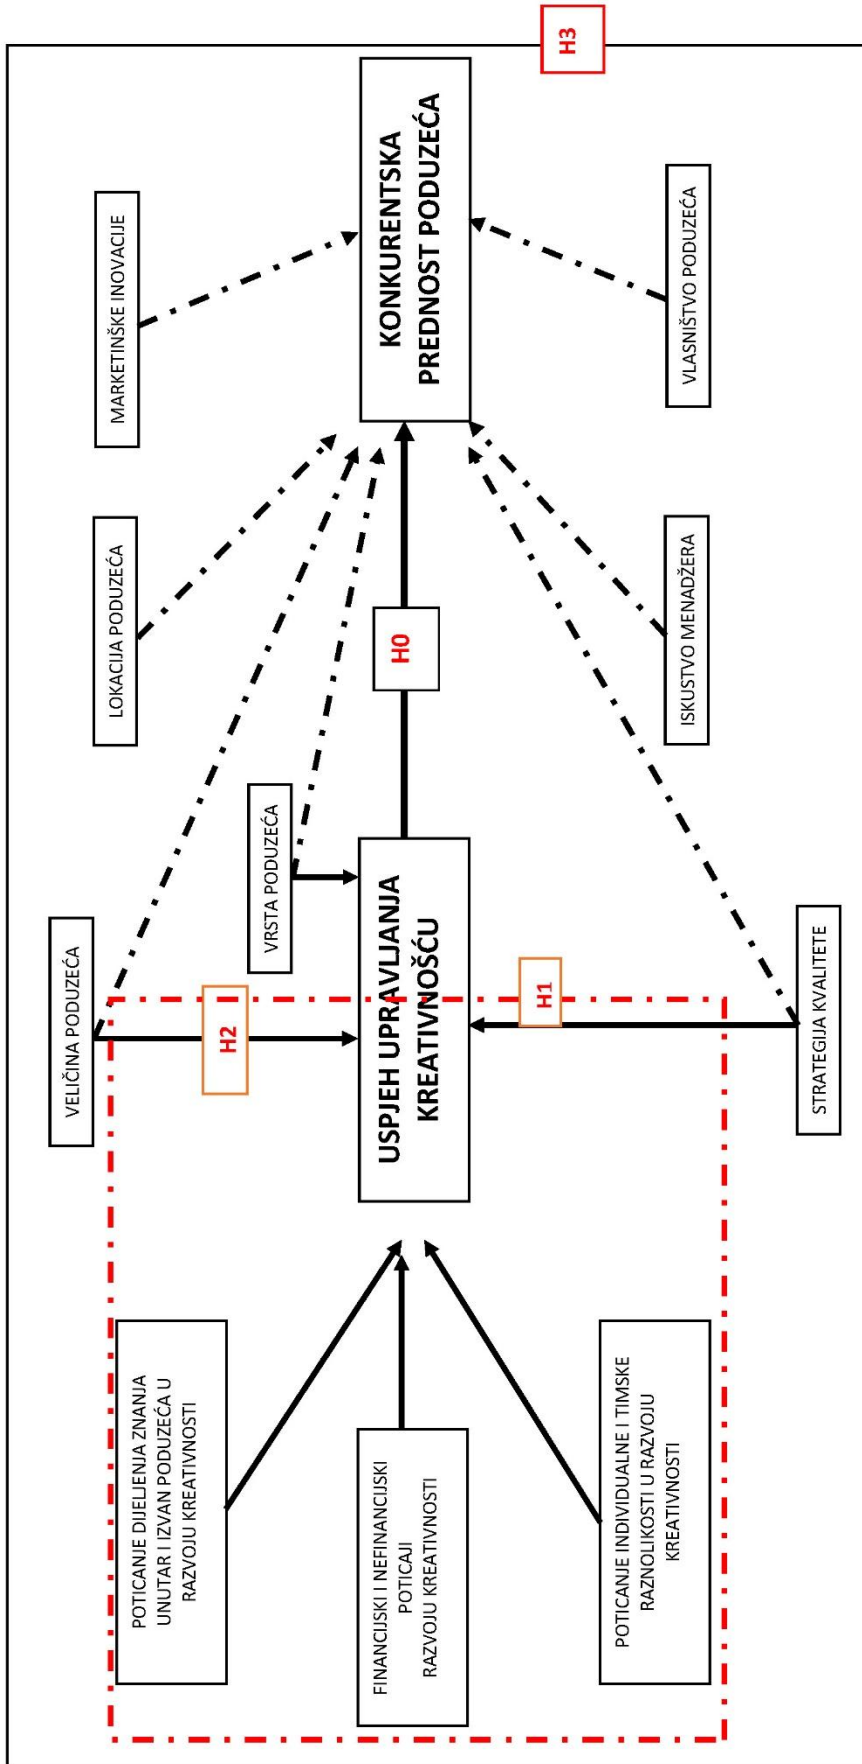 VELIČINA PODUZEĆA
LOKACIJA PODUZEĆA
MARKETINŠKE INOVACIJE
POTICANJE DIJELJENJA ZNANJA
UNUTAR I IZVAN PODUZEĆA U
RAZVOJU KREATIVNOSTI
H2
VRSTA PODUZEĆA
FINANCIJSKI I NEFINANCIJSKI
POTICAJI
RAZVOJU KREATIVNOSTI
USPJEH UPRAVLJANJA
KREATIVNOŠĆU
H0
KONKURENTSKA
PREDNOST PODUZEĆA
H1
H3
POTICANJE INDIVIDUALNE I TIMSKE
RAZNOLIKOSTI U RAZVOJU
KREATIVNOSTI
ISKUSTVO MENADŽERA
VLASNIŠTVO PODUZEĆA
STRATEGIJA KVALITETE